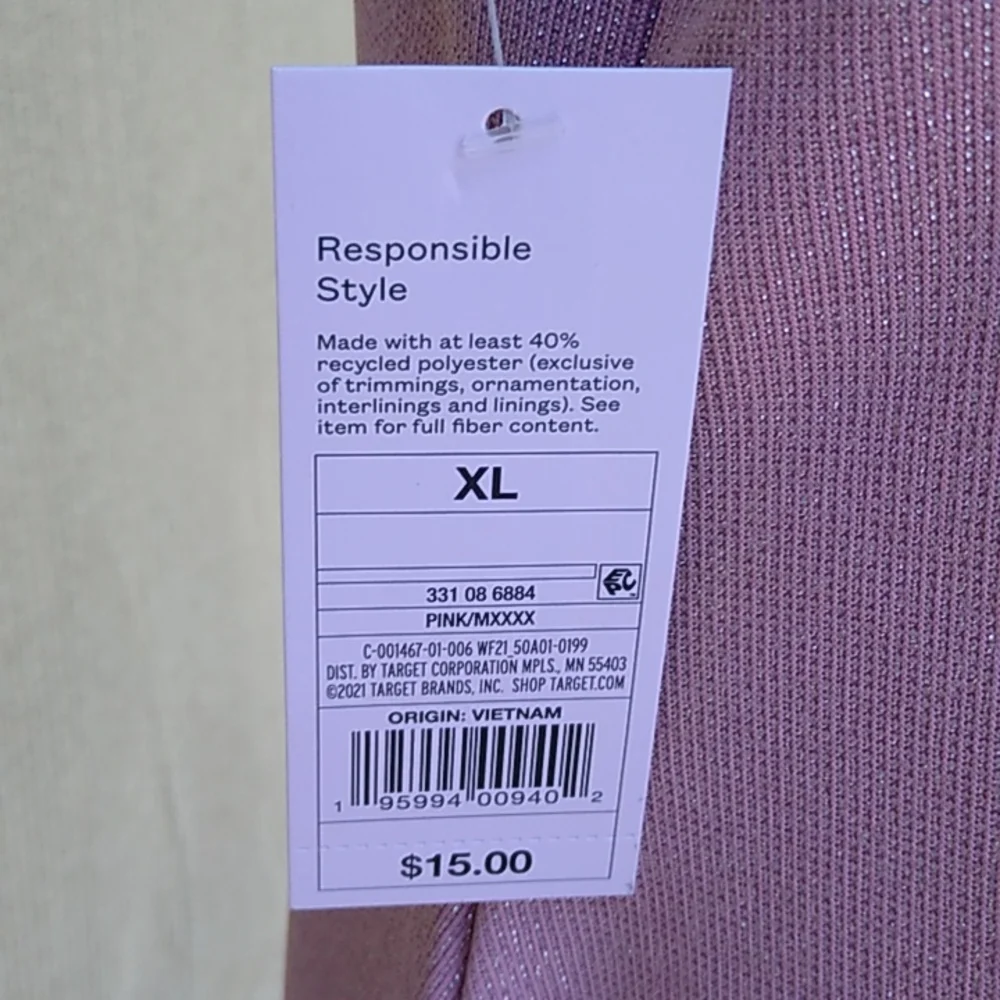 Responsible
Style
Made with at least 40%
recycled polyester (exclusive
of trimmings, ornamentation,
interlinings and linings). See
item for full fiber content.
XL
331 08 6884
PINK/MXXXX
C-001467-01-006 WF21_50A01-0199
DIST. BY TARGET CORPORATION MPLS., MN 55403
©2021 TARGET BRANDS, INC. SHOP TARGET.COM
ORIGIN: VIETNAM
1 95994 00940 2
$15.00